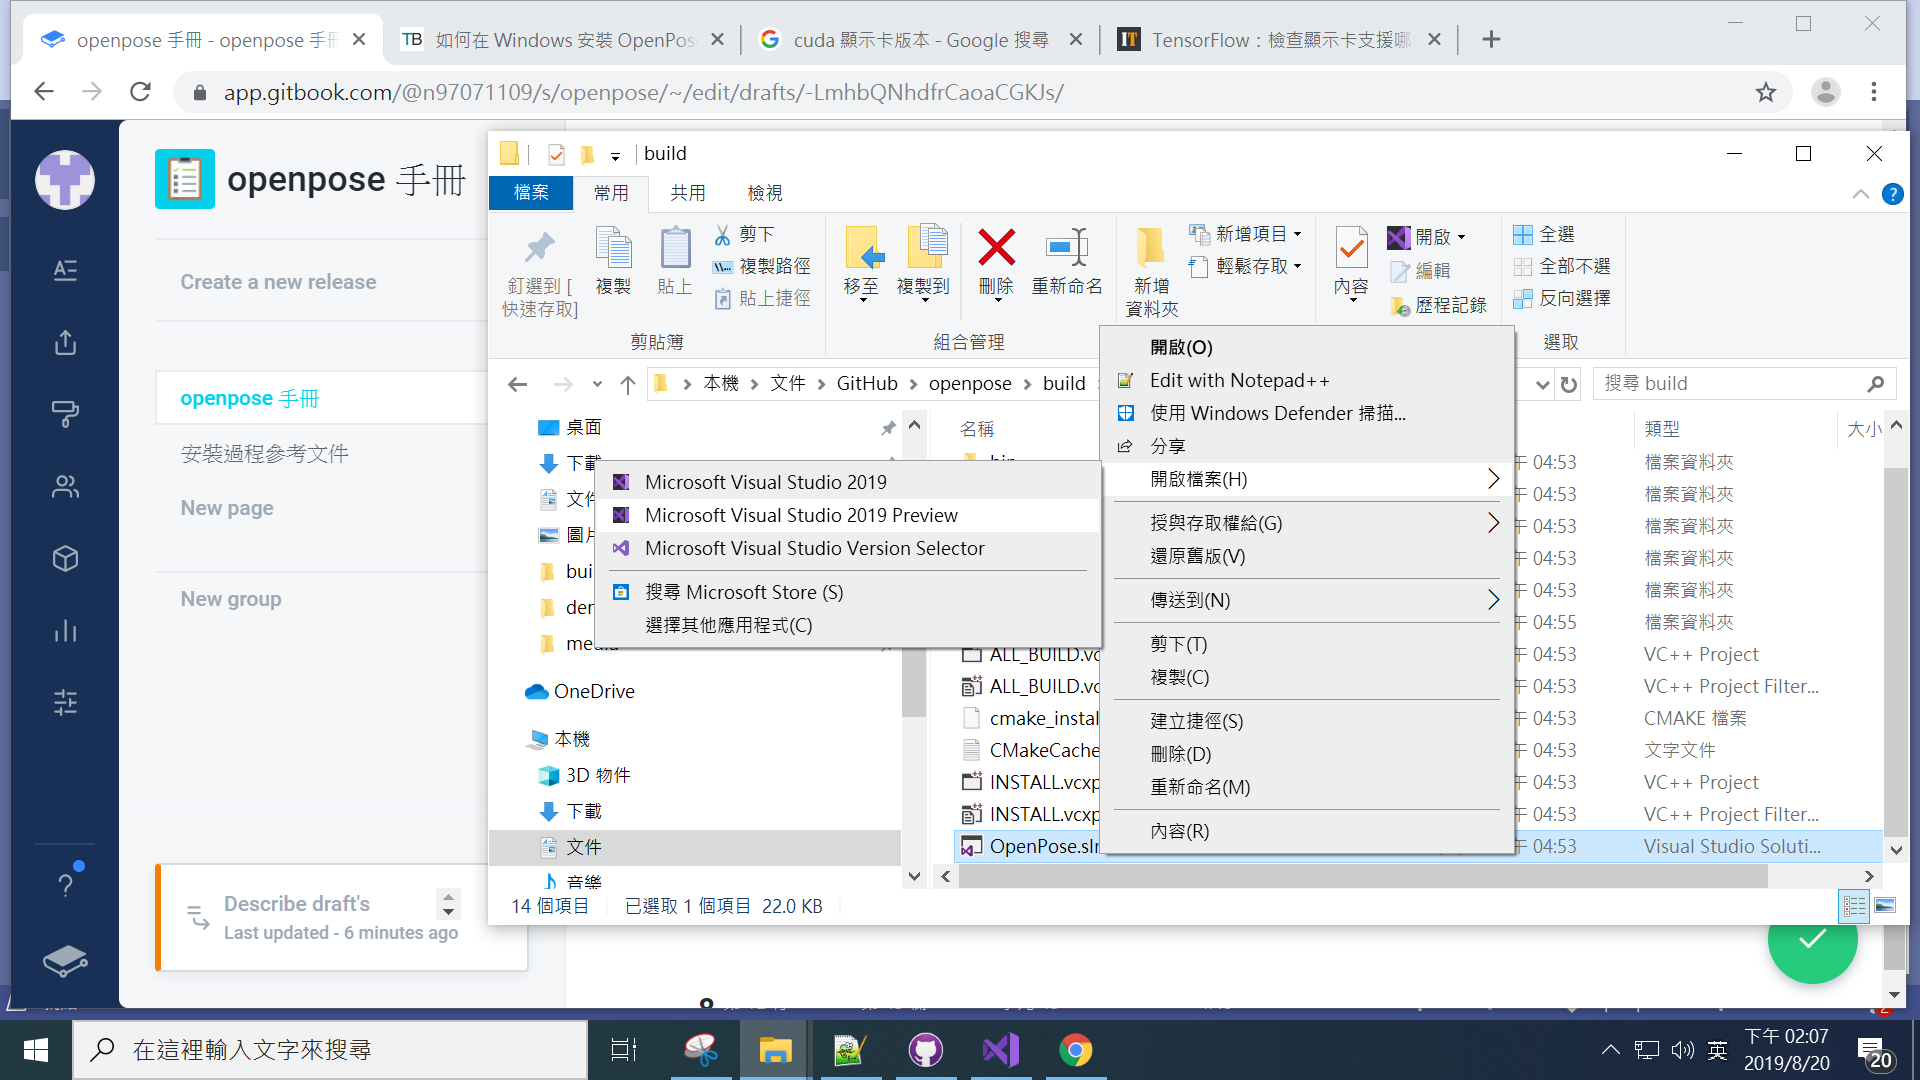 openpose 手冊 - openpose 手冊
如何在 Windows 安裝 OpenPos
cuda 顯示卡版本 - Google 搜尋
TensorFlow：檢查顯示卡支援哪
app.gitbook.com/@n97071109/s/openpose/~/edit/drafts/-LmhbQNhdfrCaoaCGKJs/
openpose 手冊
Create a new release
openpose 手冊
安裝過程參考文件
New page
New group
Describe draft's
Last updated - 6 minutes ago
build
檔案
常用
共用
檢視
釘選到 [
快速存取]
複製
貼上
剪下
複製路徑
貼上捷徑
剪貼簿
移至
複製到
刪除
重新命名
組合管理
新增
資料夾
新增項目
輕鬆存取
內容
開啟
編輯
歷程記錄
全選
全部不選
反向選擇
選取
本機 > 文件 > GitHub > openpose > build
搜尋 build
桌面
下載
文件
圖片
OneDrive
本機
3D 物件
下載
文件
音樂
名稱
類型
大小
午 04:53 檔案資料夾
午 04:53 檔案資料夾
午 04:53 檔案資料夾
午 04:53 檔案資料夾
午 04:53 檔案資料夾
午 04:55 檔案資料夾
ALL_BUILD.vc 午 04:53 VC++ Project
ALL_BUILD.vc 午 04:53 VC++ Project Filter...
cmake_instal 午 04:53 CMAKE 檔案
CMakeCache 午 04:53 文字文件
INSTALL.vcxp 午 04:53 VC++ Project
INSTALL.vcxp 午 04:53 VC++ Project Filter...
OpenPose.sln 午 04:53 Visual Studio Soluti...
開啟(O)
Edit with Notepad++
使用 Windows Defender 掃描...
分享
開啟檔案(H)
授與存取權給(G)
還原舊版(V)
傳送到(N)
剪下(T)
複製(C)
建立捷徑(S)
刪除(D)
重新命名(M)
內容(R)
Microsoft Visual Studio 2019
Microsoft Visual Studio 2019 Preview
Microsoft Visual Studio Version Selector
搜尋 Microsoft Store (S)
選擇其他應用程式(C)
14 個項目
已選取 1 個項目 22.0 KB
在這裡輸入文字來搜尋
英
下午 02:07
2019/8/20
20